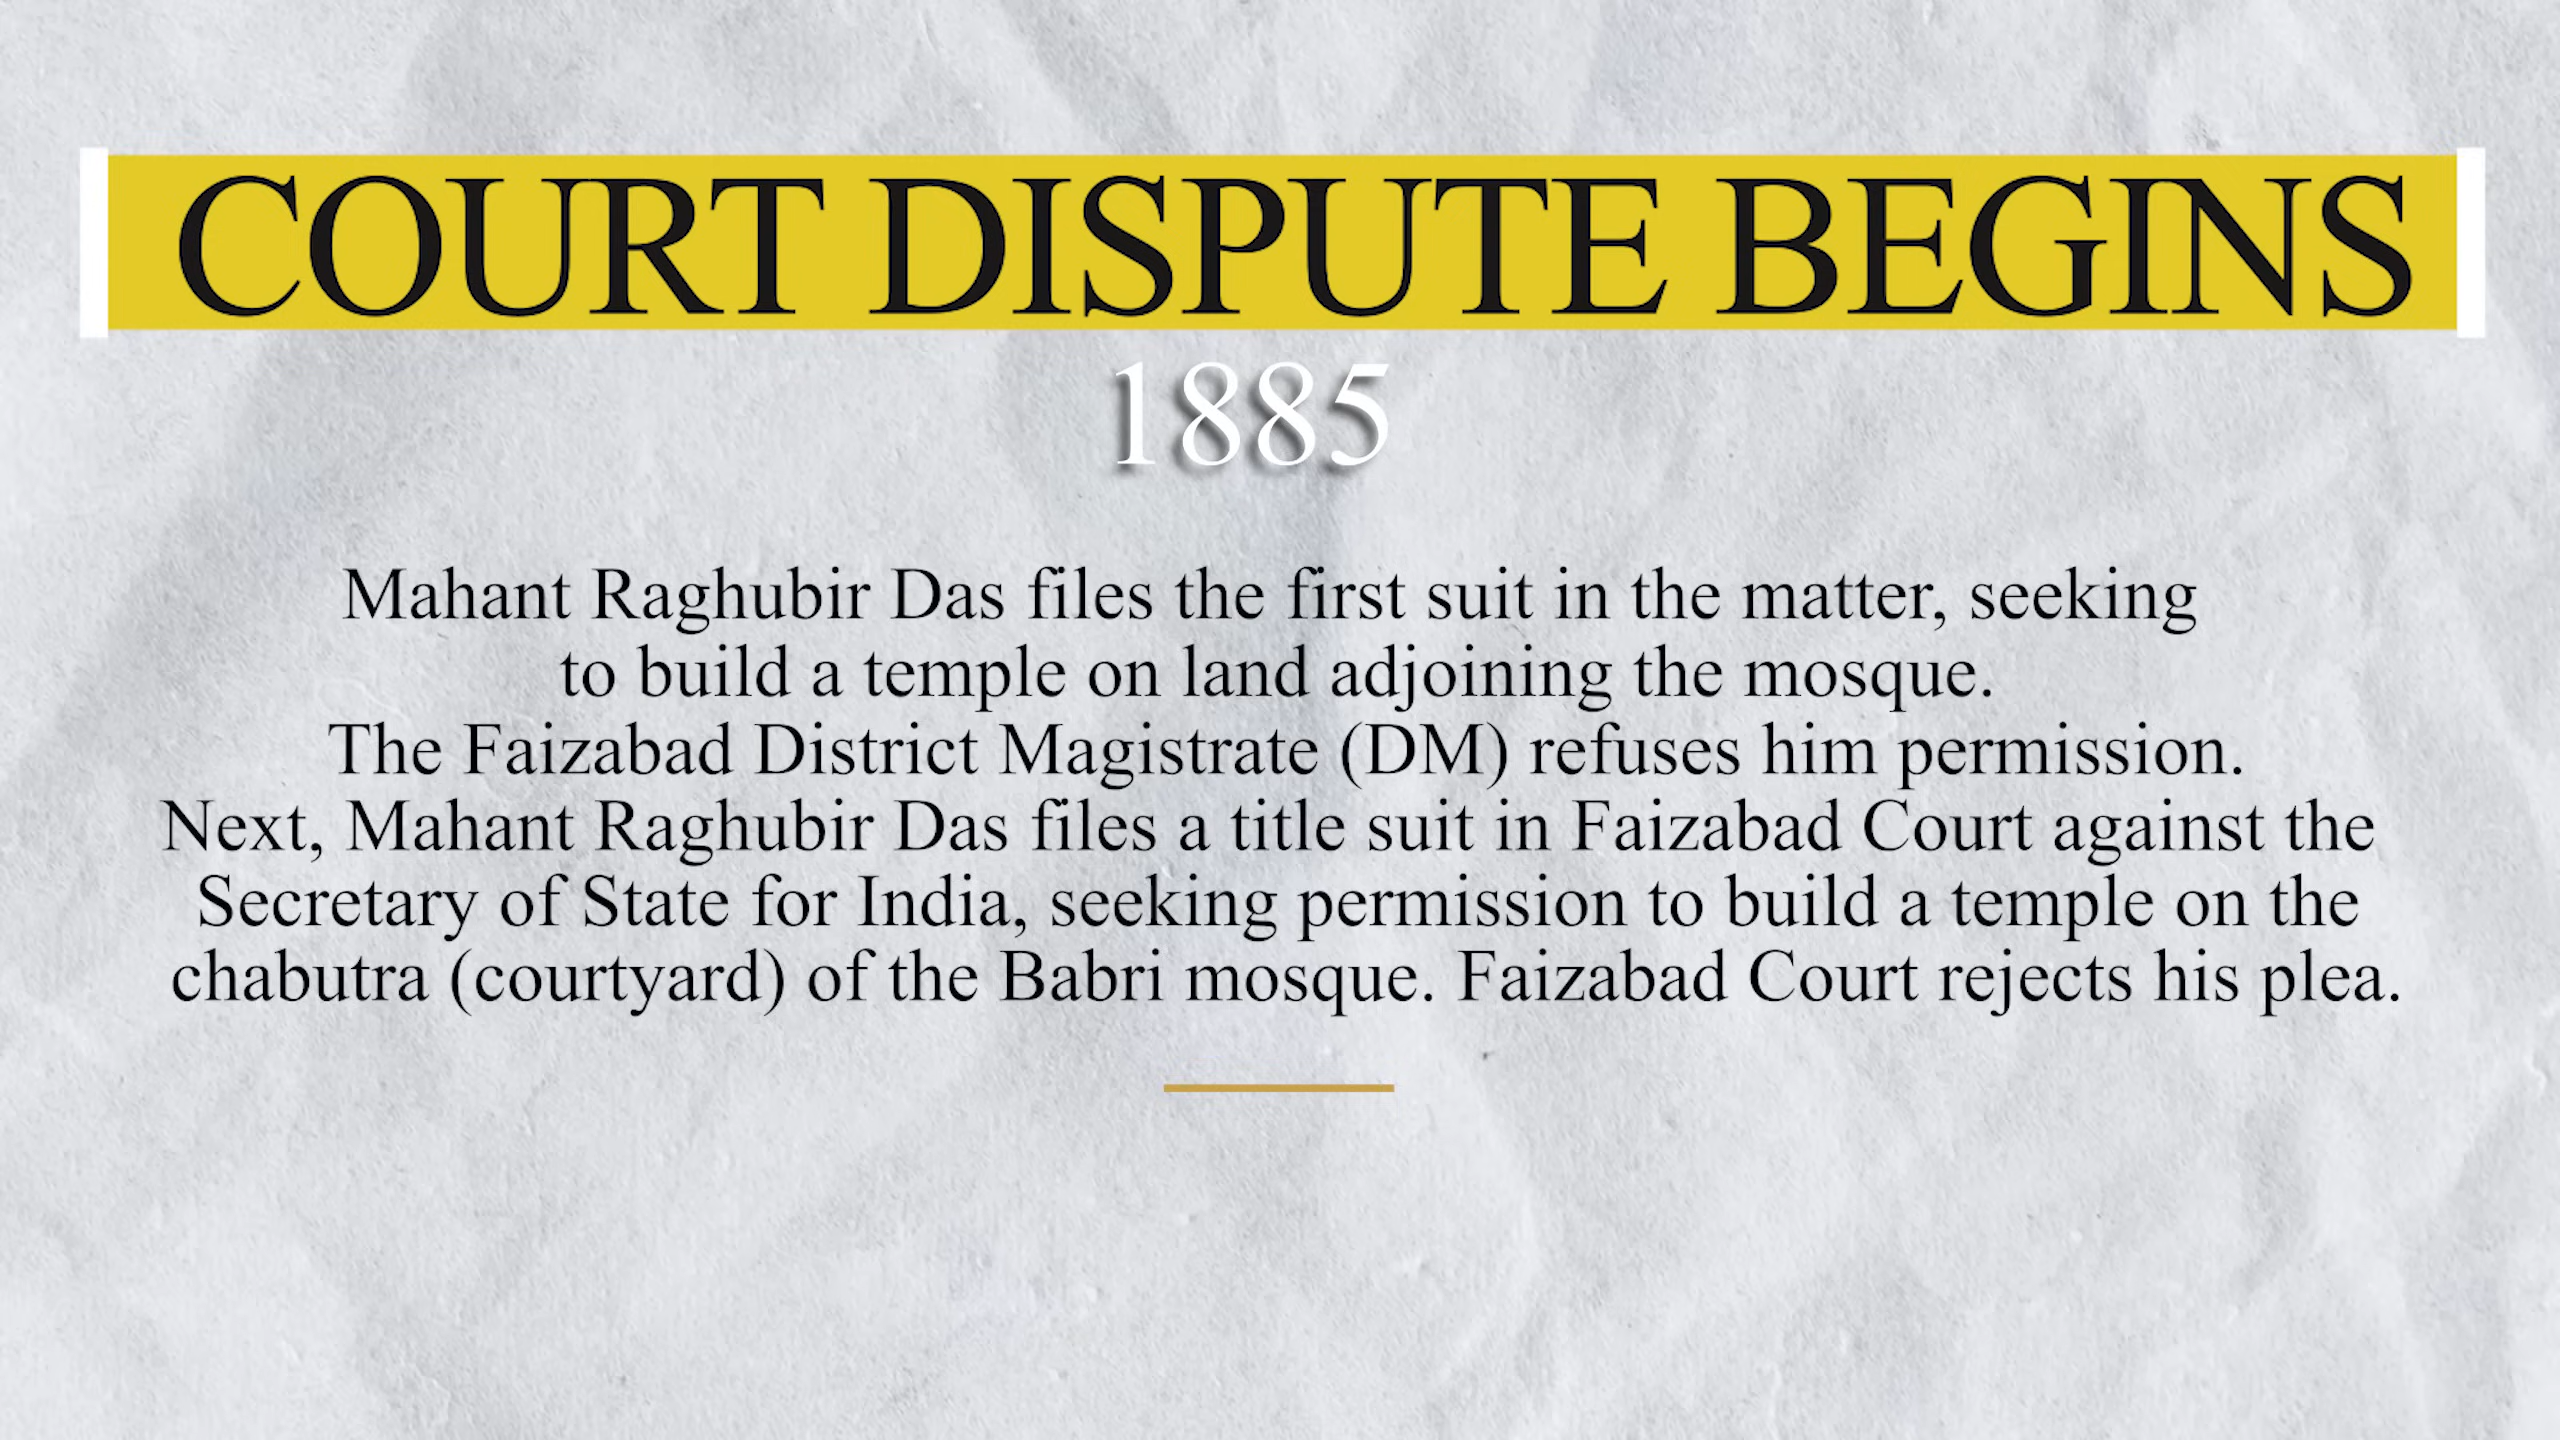 COURT DISPUTE BEGINS
1885
Mahant Raghubir Das files the first suit in the matter, seeking
to build a temple on land adjoining the mosque.
The Faizabad District Magistrate (DM) refuses him permission.
Next, Mahant Raghubir Das files a title suit in Faizabad Court against the
Secretary of State for India, seeking permission to build a temple on the
chabutra (courtyard) of the Babri mosque. Faizabad Court rejects his plea.